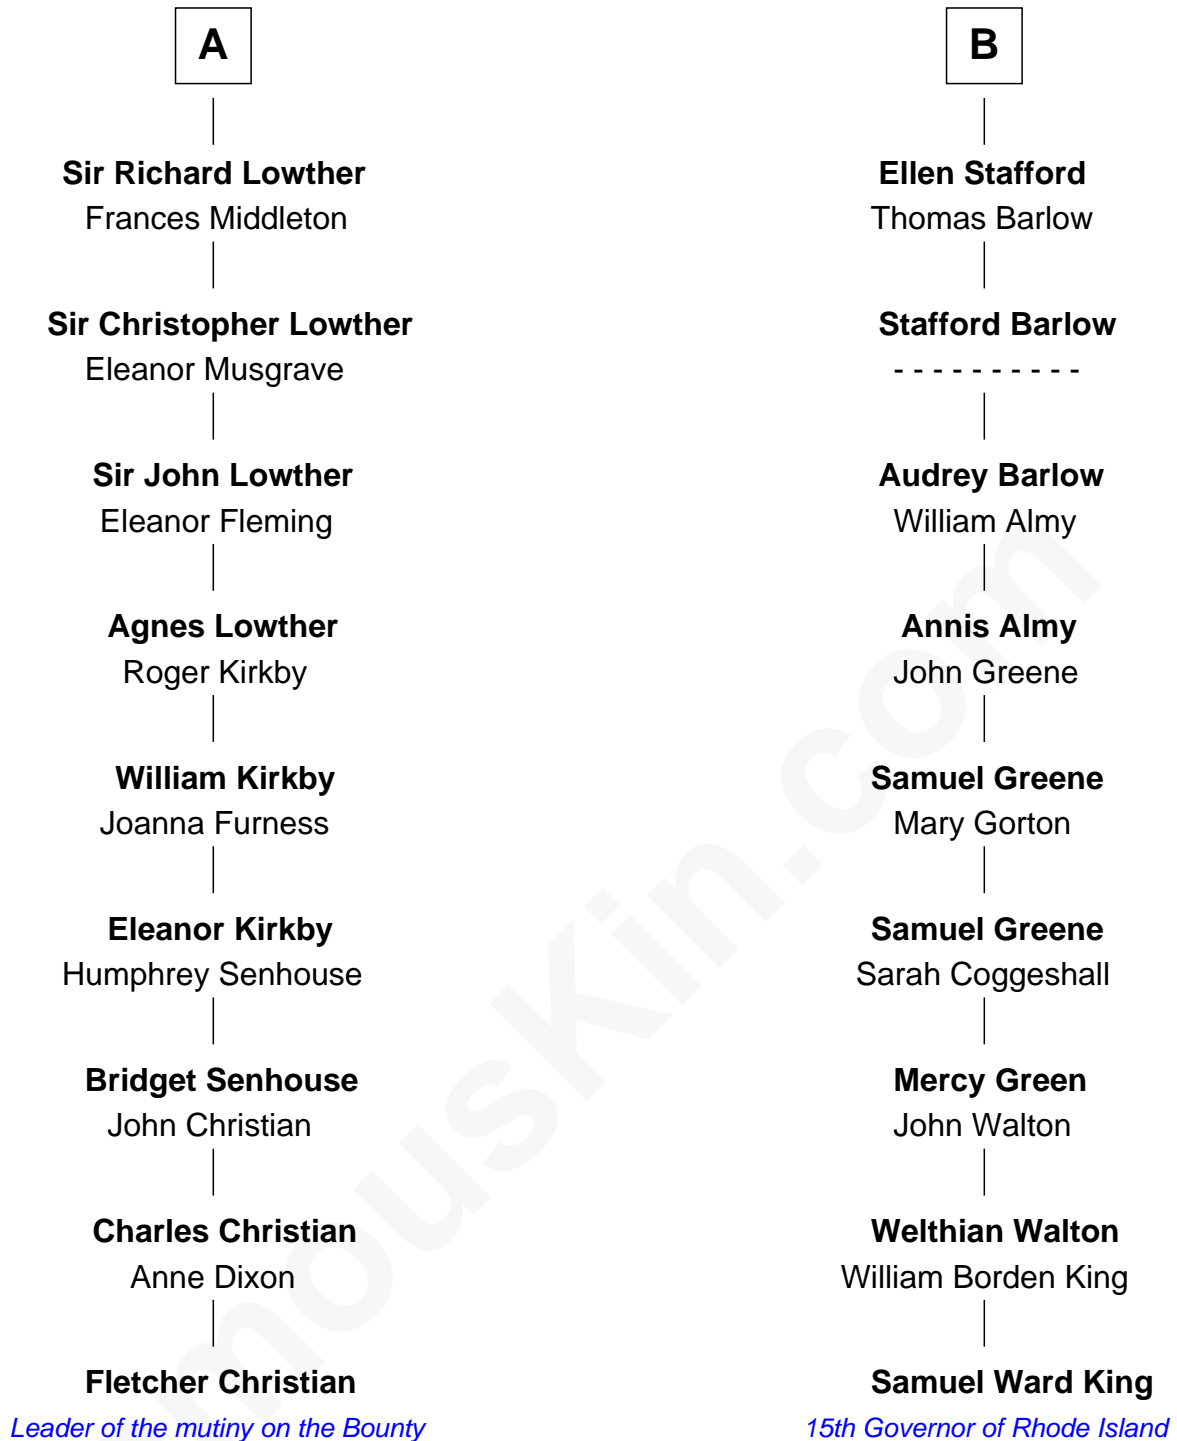 A
Sir Richard Lowther
Frances Middleton
Sir Christopher Lowther
Eleanor Musgrave
Sir John Lowther
Eleanor Fleming
Agnes Lowther
Roger Kirkby
William Kirkby
Joanna Furness
Eleanor Kirkby
Humphrey Senhouse
Bridget Senhouse
John Christian
Charles Christian
Anne Dixon
Fletcher Christian
Leader of the mutiny on the Bounty
B
Ellen Stafford
Thomas Barlow
Stafford Barlow
- - - - - - - - - -
Audrey Barlow
William Almy
Annis Almy
John Greene
Samuel Greene
Mary Gorton
Samuel Greene
Sarah Coggeshall
Mercy Green
John Walton
Welthian Walton
William Borden King
Samuel Ward King
15th Governor of Rhode Island
mousKin.com